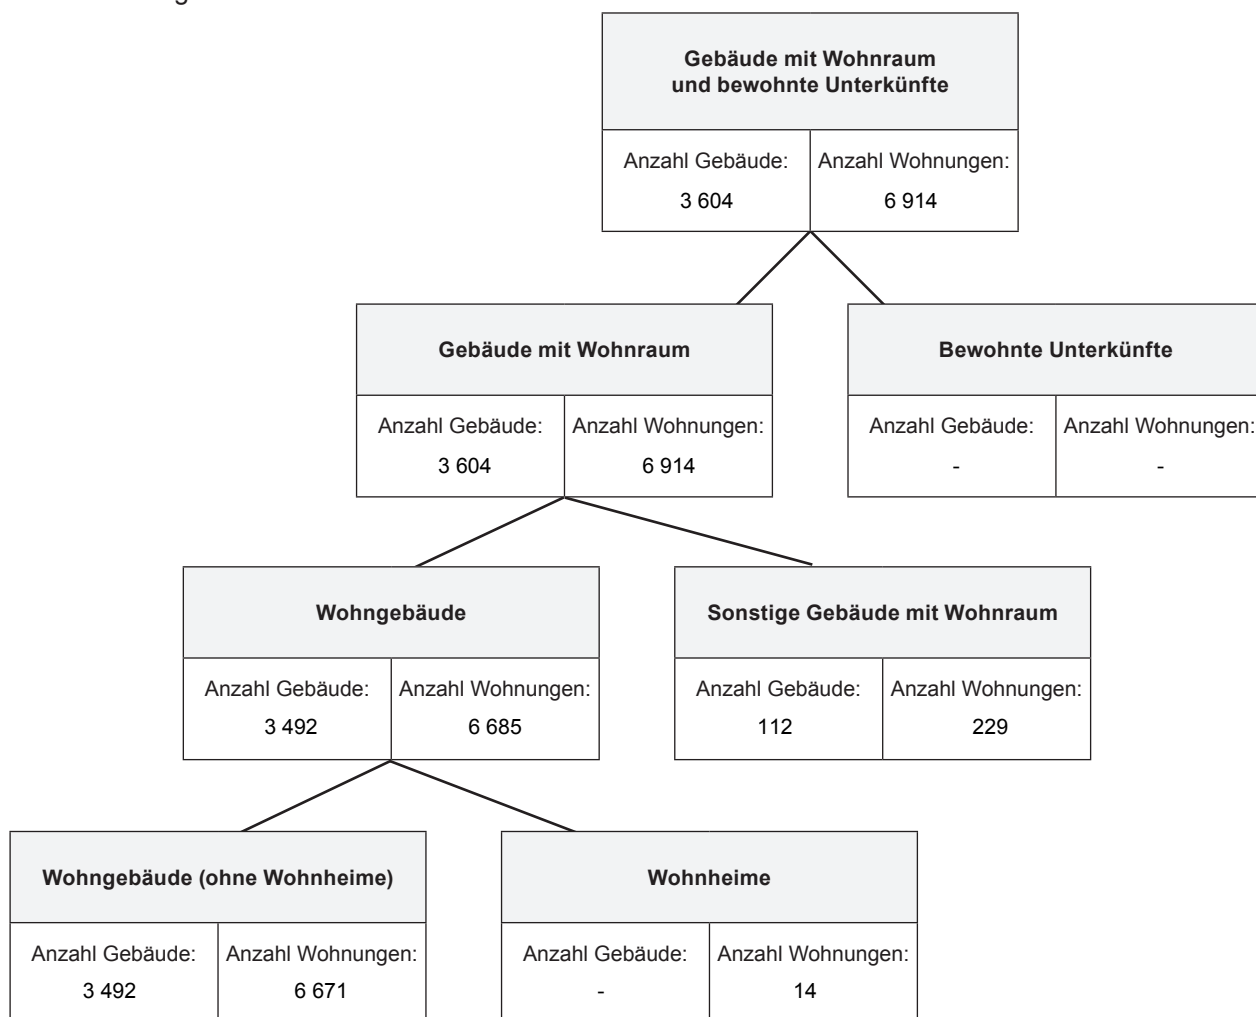 Gebäude mit Wohnraum
und bewohnte Unterkünfte
Anzahl Gebäude: Anzahl Wohnungen:
3 604 6 914
Gebäude mit Wohnraum
Anzahl Gebäude: Anzahl Wohnungen:
3 604 6 914
Bewohnte Unterkünfte
Anzahl Gebäude: Anzahl Wohnungen:
- -
Wohngebäude
Anzahl Gebäude: Anzahl Wohnungen:
3 492 6 685
Sonstige Gebäude mit Wohnraum
Anzahl Gebäude: Anzahl Wohnungen:
112 229
Wohngebäude (ohne Wohnheime)
Anzahl Gebäude: Anzahl Wohnungen:
3 492 6 671
Wohnheime
Anzahl Gebäude: Anzahl Wohnungen:
- 14